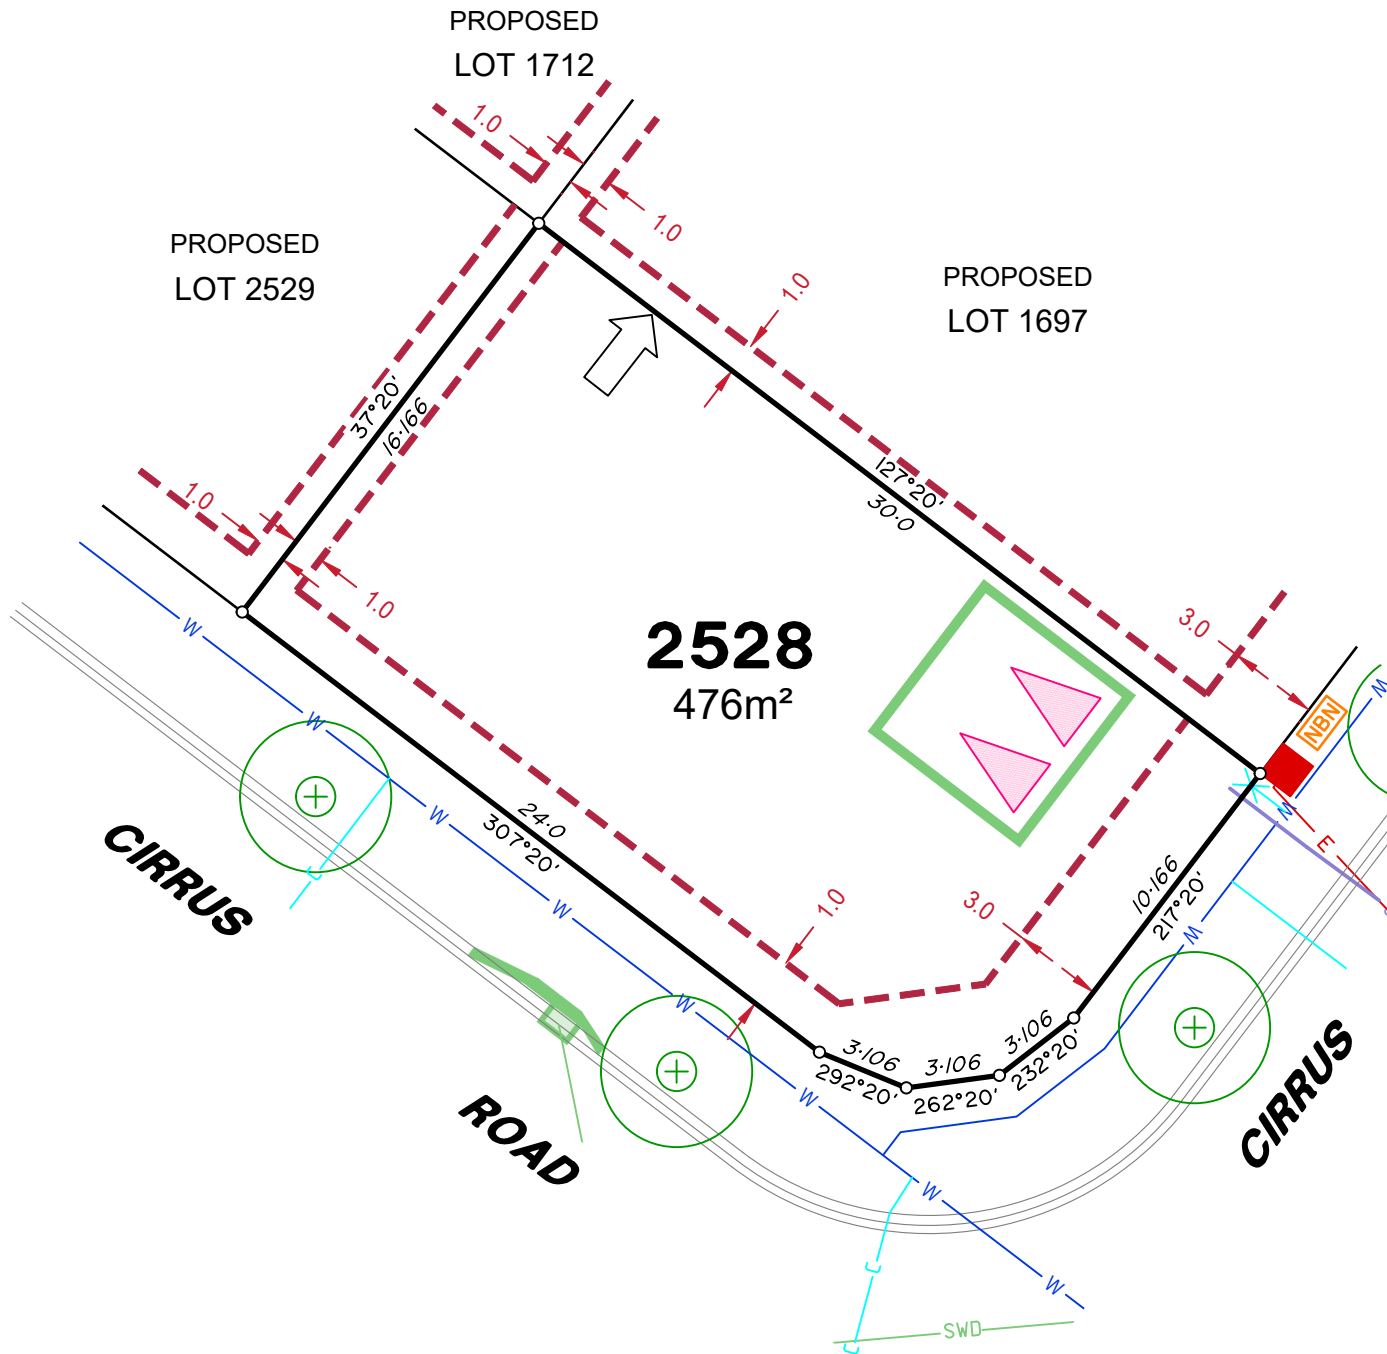 PROPOSED
LOT 1712
1.0
1.0
PROPOSED
LOT 2529
1.0
PROPOSED
LOT 1697
37°20'
16·166
127°20'
30·0
1.0
1.0
3.0
2528
476m²
NBN
W
W
W
W
W
W
W
W
W
W
W
E
24·0
307°20'
CIRRUS
ROAD
1.0
3.0
10·166
217°20'
3·106
292°20'
3·106
262°20'
3·106
232°20'
CIRRUS
SWD